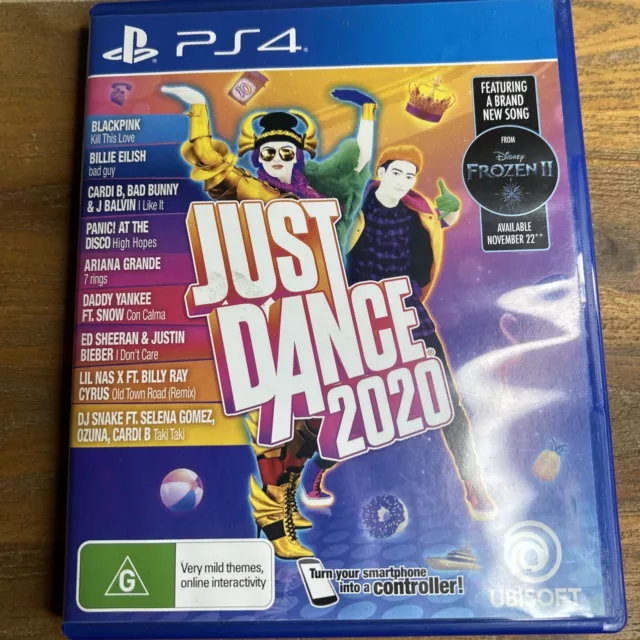 PS4
FEATURING
A BRAND
NEW SONG
FROM
Disney
FROZEN II
AVAILABLE
NOVEMBER 22**
BLACKPINK
Kill This Love
BILLIE EILISH
bad guy
CARDI B, BAD BUNNY
& J BALVIN I Like It
PANIC! AT THE
DISCO High Hopes
ARIANA GRANDE
7 rings
DADDY YANKEE
FT. SNOW Con Calma
ED SHEERAN & JUSTIN
BIEBER I Don't Care
LIL NAS X FT. BILLY RAY
CYRUS Old Town Road (Remix)
DJ SNAKE FT. SELENA GOMEZ,
OZUNA, CARDI B Taki Taki
JUST
DANCE
2020
G
Very mild themes,
online interactivity
Turn your smartphone
into a controller!
UBISOFT